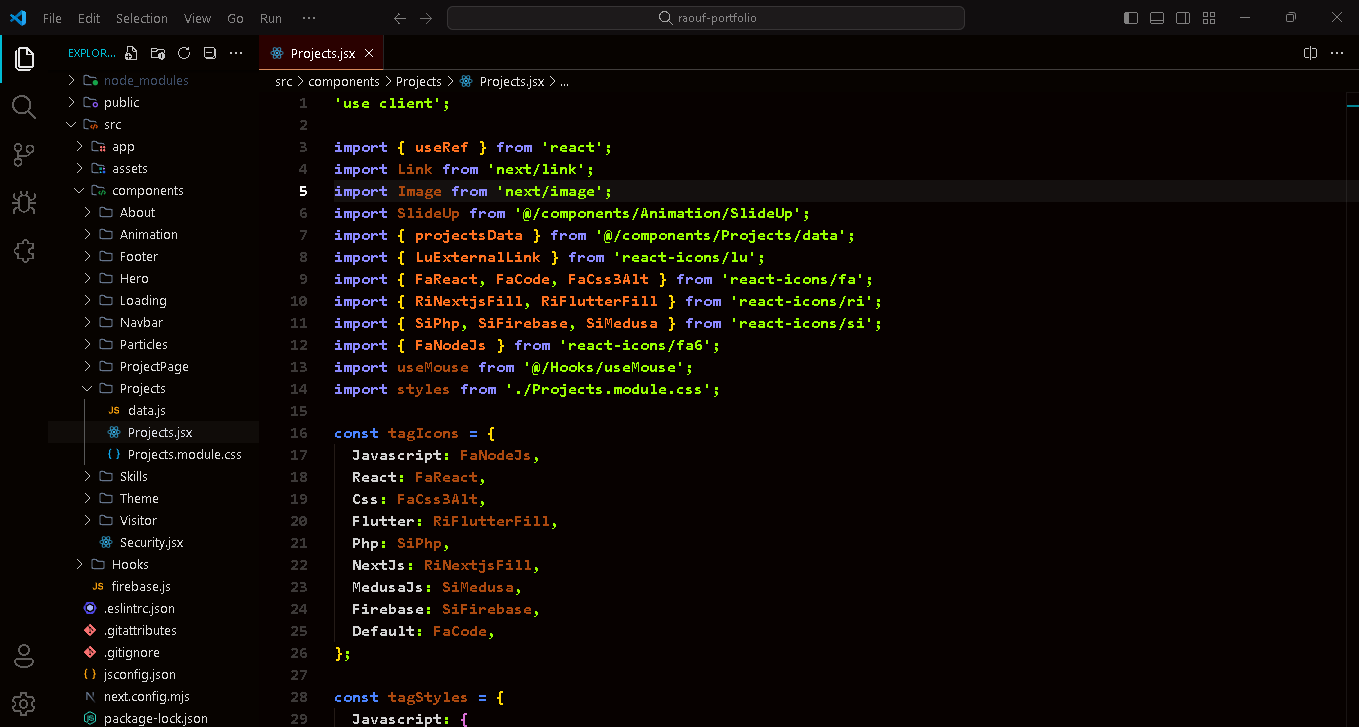 File Edit Selection View Go Run ··· raouf-portfolio
EXPLOR... ··· Projects.jsx ···
src > components > Projects > Projects.jsx > ...
node_modules
public
src
app
assets
components
About
Animation
Footer
Hero
Loading
Navbar
Particles
ProjectPage
Projects
JS data.js
Projects.jsx
{ } Projects.module.css
Skills
Theme
Visitor
Security.jsx
Hooks
JS firebase.js
.eslintrc.json
.gitattributes
.gitignore
{ } jsconfig.json
N next.config.mjs
JS package-lock.json
1 'use client';
2
3 import { useRef } from 'react';
4 import Link from 'next/link';
5 import Image from 'next/image';
6 import SlideUp from '@/components/Animation/SlideUp';
7 import { projectsData } from '@/components/Projects/data';
8 import { LuExternalLink } from 'react-icons/lu';
9 import { FaReact, FaCode, FaCss3Alt } from 'react-icons/fa';
10 import { RiNextjsFill, RiFlutterFill } from 'react-icons/ri';
11 import { SiPhp, SiFirebase, SiMedusa } from 'react-icons/si';
12 import { FaNodeJs } from 'react-icons/fa6';
13 import useMouse from '@/Hooks/useMouse';
14 import styles from './Projects.module.css';
15
16 const tagIcons = {
17 Javascript: FaNodeJs,
18 React: FaReact,
19 Css: FaCss3Alt,
20 Flutter: RiFlutterFill,
21 Php: SiPhp,
22 NextJs: RiNextjsFill,
23 MedusaJs: SiMedusa,
24 Firebase: SiFirebase,
25 Default: FaCode,
26 };
27
28 const tagStyles = {
29 Javascript: {